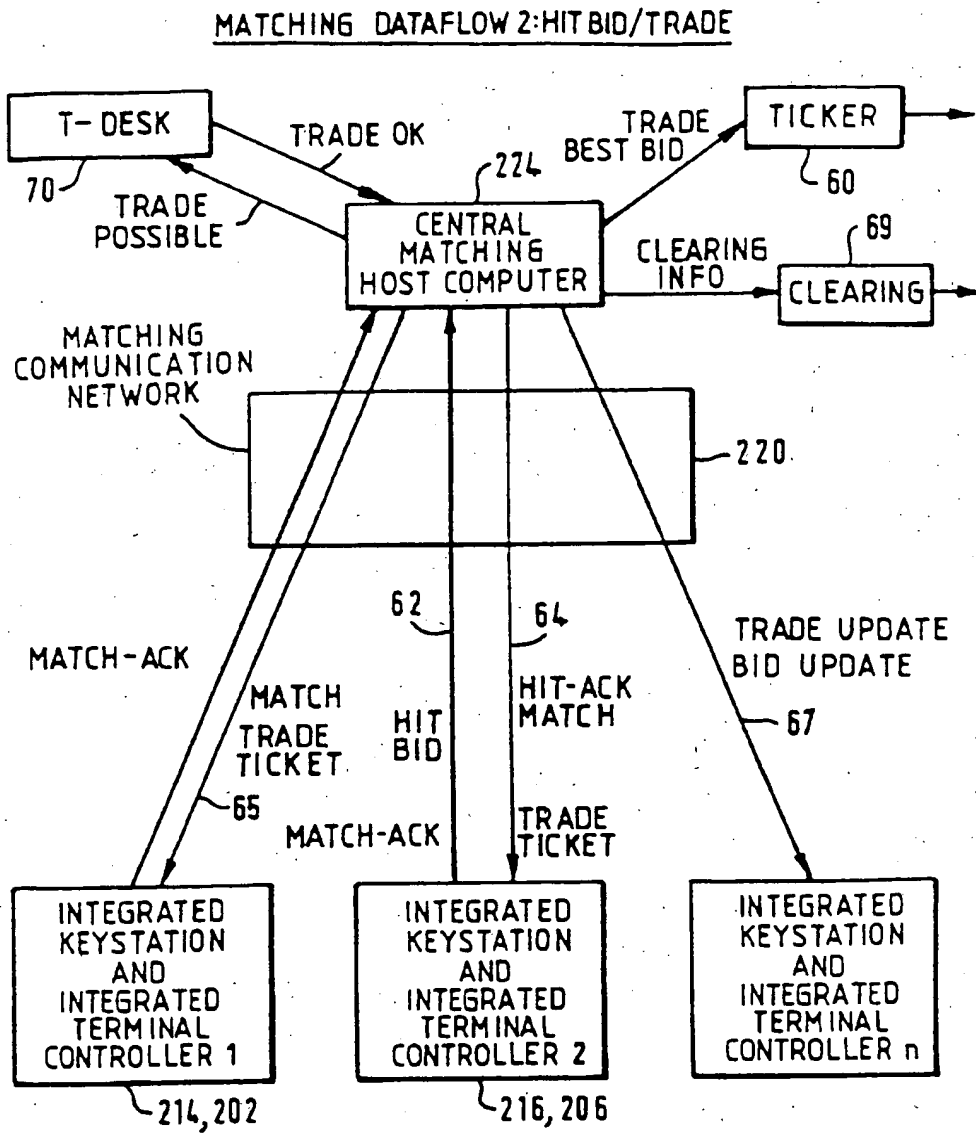 MATCHING DATAFLOW 2: HIT BID/TRADE
T-DESK
70
TRADE OK
TRADE
POSSIBLE
224
CENTRAL
MATCHING
HOST COMPUTER
TRADE
BEST BID
TICKER
60
CLEARING
INFO
69
CLEARING
MATCHING
COMMUNICATION
NETWORK
220
MATCH-ACK
MATCH
TRADE
TICKET
65
62
HIT
BID
MATCH-ACK
64
HIT-ACK
MATCH
TRADE
TICKET
TRADE UPDATE
BID UPDATE
67
INTEGRATED
KEYSTATION
AND
INTEGRATED
TERMINAL
CONTROLLER 1
214,202
INTEGRATED
KEYSTATION
AND
INTEGRATED
TERMINAL
CONTROLLER 2
216,206
INTEGRATED
KEYSTATION
AND
INTEGRATED
TERMINAL
CONTROLLER n